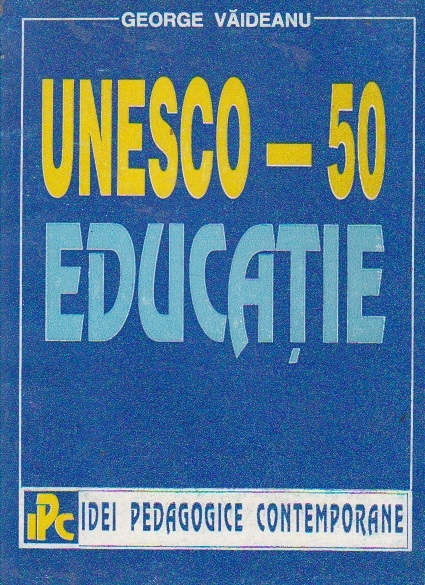 GEORGE VĂIDEANU
UNESCO – 50
EDUCAȚIE
IPC IDEI PEDAGOGICE CONTEMPORANE